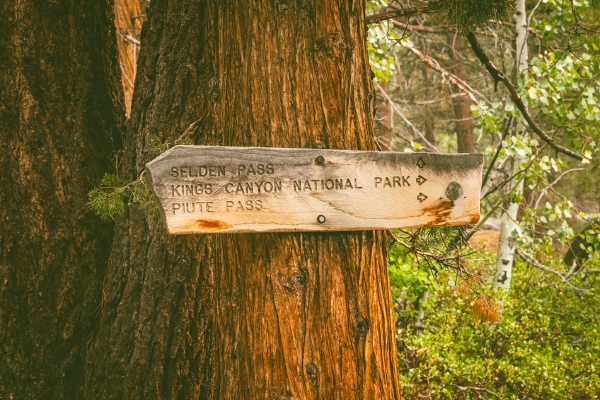 SELDEN PASS
KINGS CANYON NATIONAL PARK
PIUTE PASS